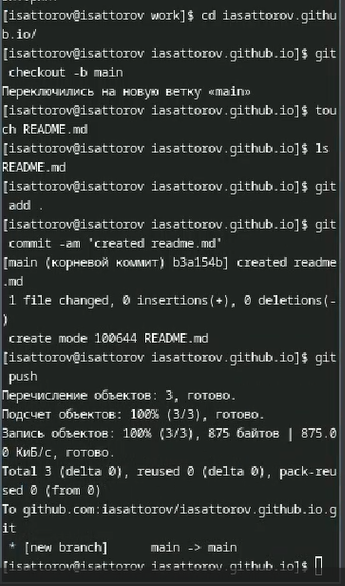 [isattorov@isattorov work]$ cd iasattorov.githu
b.io/
[isattorov@isattorov iasattorov.github.io]$ git
 checkout -b main
Переключились на новую ветку «main»
[isattorov@isattorov iasattorov.github.io]$ tou
ch README.md
[isattorov@isattorov iasattorov.github.io]$ ls
README.md
[isattorov@isattorov iasattorov.github.io]$ git
 add .
[isattorov@isattorov iasattorov.github.io]$ git
 commit -am 'created readme.md'
[main (корневой коммит) b3a154b] created readme
.md
 1 file changed, 0 insertions(+), 0 deletions(-
)
 create mode 100644 README.md
[isattorov@isattorov iasattorov.github.io]$ git
 push
Перечисление объектов: 3, готово.
Подсчет объектов: 100% (3/3), готово.
Запись объектов: 100% (3/3), 875 байтов | 875.0
0 КиБ/с, готово.
Total 3 (delta 0), reused 0 (delta 0), pack-reu
sed 0 (from 0)
To github.com:iasattorov/iasattorov.github.io.g
it
 * [new branch]      main -> main
[isattorov@isattorov iasattorov.github.io]$